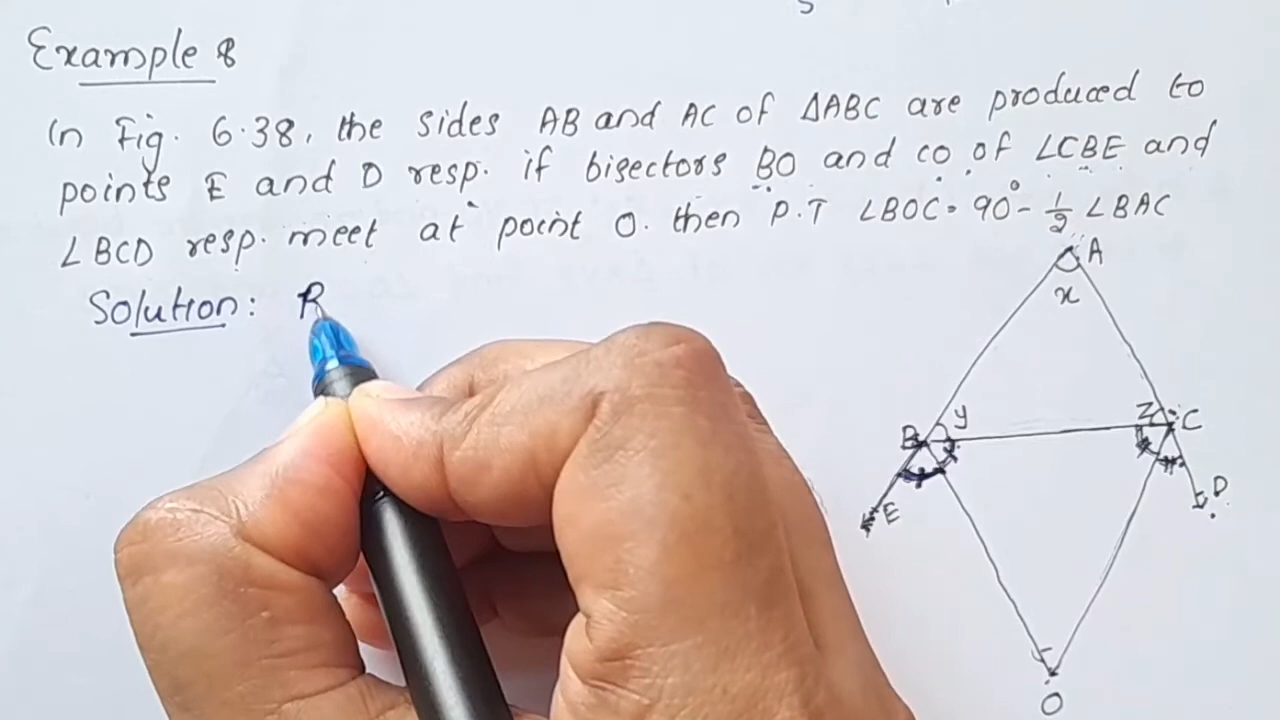 Example 8
In Fig. 6.38, the sides AB and AC of ΔABC are produced to
points E and D resp. if bisectors BO and CO of ∠CBE and
∠BCD resp. meet at point O. then P.T ∠BOC = 90° - 1/2 ∠BAC
Solution: R
A
x
B y z C
E D
O